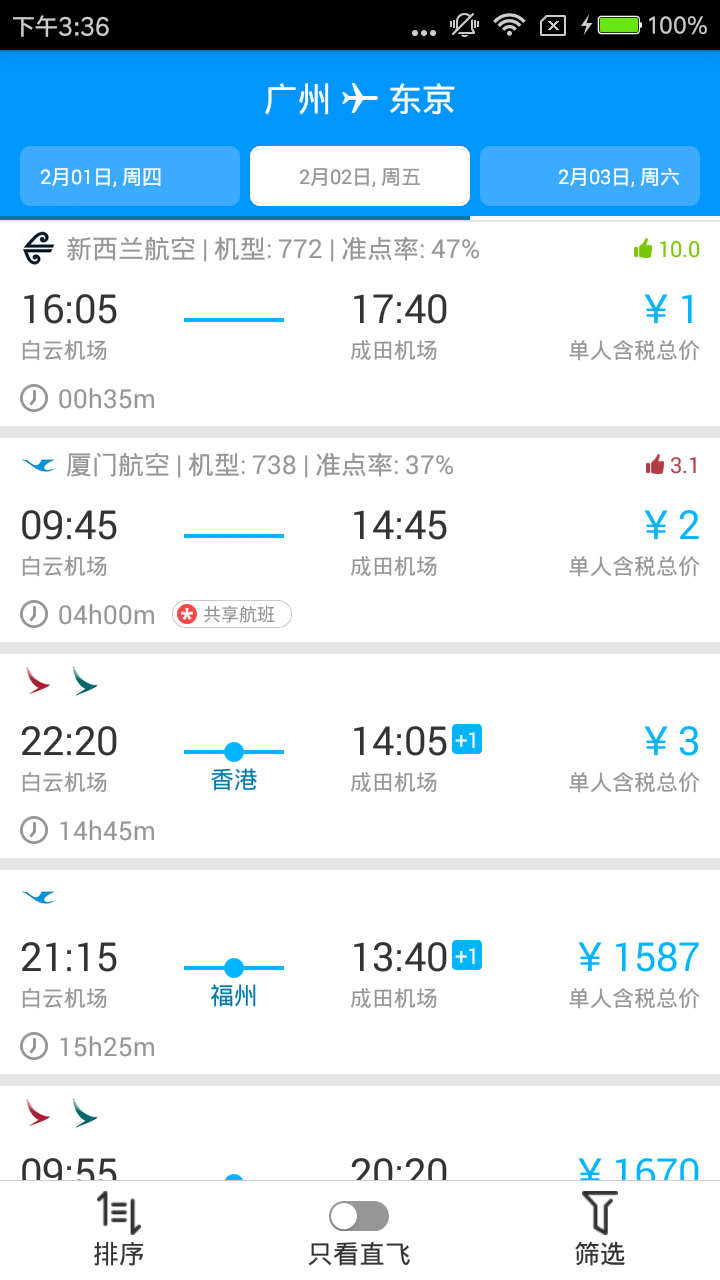 下午3:36 ... 100%
广州 东京
2月01日, 周四 2月02日, 周五 2月03日, 周六
新西兰航空 | 机型: 772 | 准点率: 47% 10.0
16:05 17:40 ¥ 1
白云机场 成田机场 单人含税总价
00h35m
厦门航空 | 机型: 738 | 准点率: 37% 3.1
09:45 14:45 ¥ 2
白云机场 成田机场 单人含税总价
04h00m 共享航班
22:20 14:05 +1 ¥ 3
白云机场 香港 成田机场 单人含税总价
14h45m
21:15 13:40 +1 ¥ 1587
白云机场 福州 成田机场 单人含税总价
15h25m
09:55 20:20 ¥ 1670
排序 只看直飞 筛选